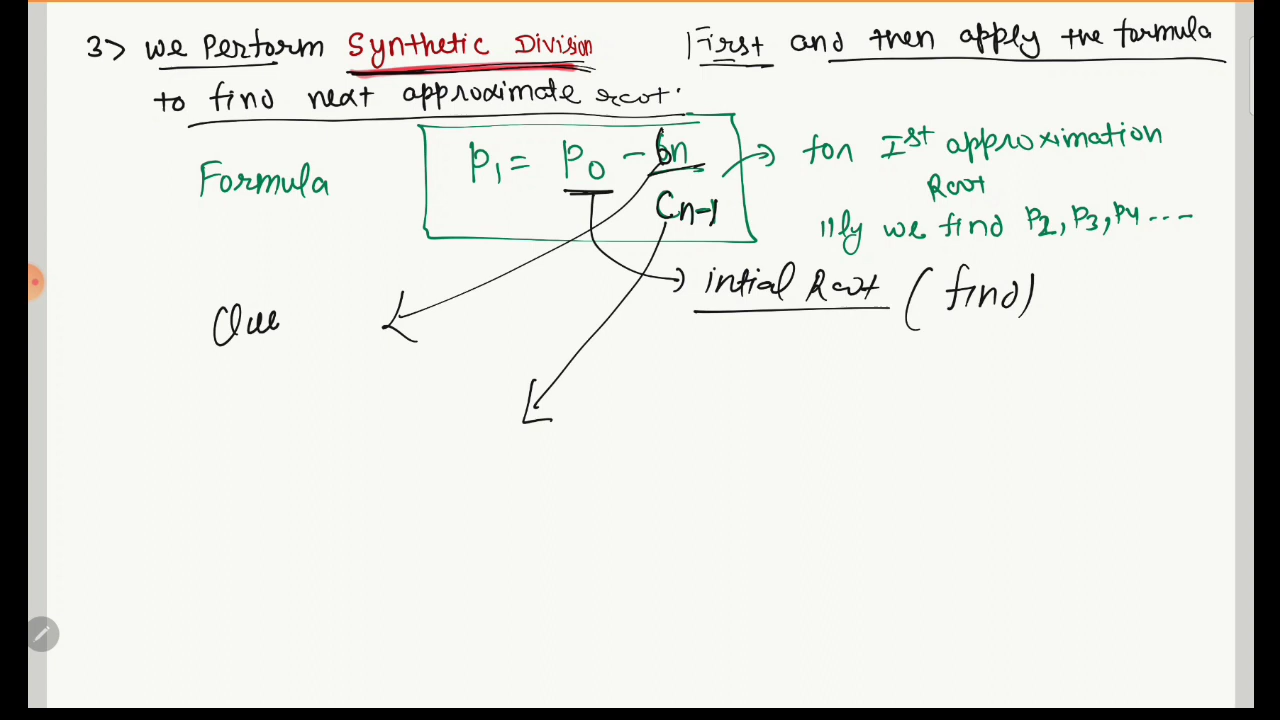 3> we perform Synthetic Division First and then apply the formula
to find next approximate root.
Formula p₁ = p₀ - bn / Cn-1 → for Ist approximation
Root
llly we find p2, p3, p4 ...-
intial Root (find)